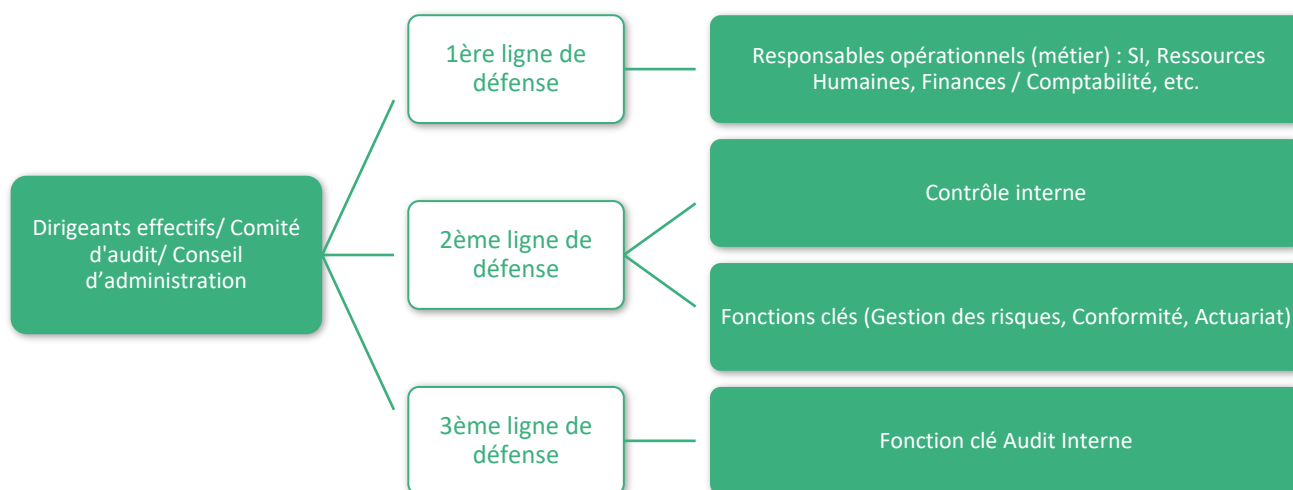 1ère ligne de
défense
Responsables opérationnels (métier) : SI, Ressources
Humaines, Finances / Comptabilité, etc.
Dirigeants effectifs/ Comité
d'audit/ Conseil
d’administration
2ème ligne de
défense
Contrôle interne
Fonctions clés (Gestion des risques, Conformité, Actuariat)
3ème ligne de
défense
Fonction clé Audit Interne